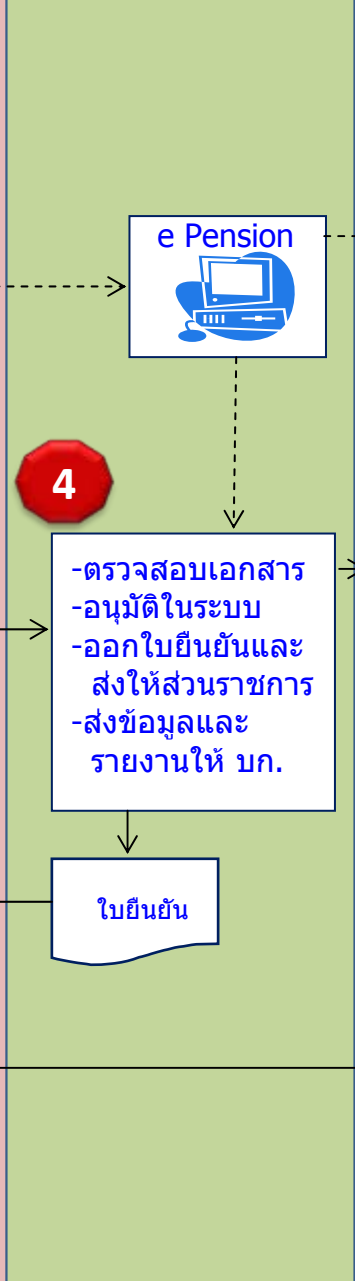 e Pension
4
-ตรวจสอบเอกสาร
-อนุมัติในระบบ
-ออกใบยืนยันและ
ส่งให้ส่วนราชการ
-ส่งข้อมูลและ
รายงานให้ บก.
ใบยืนยัน